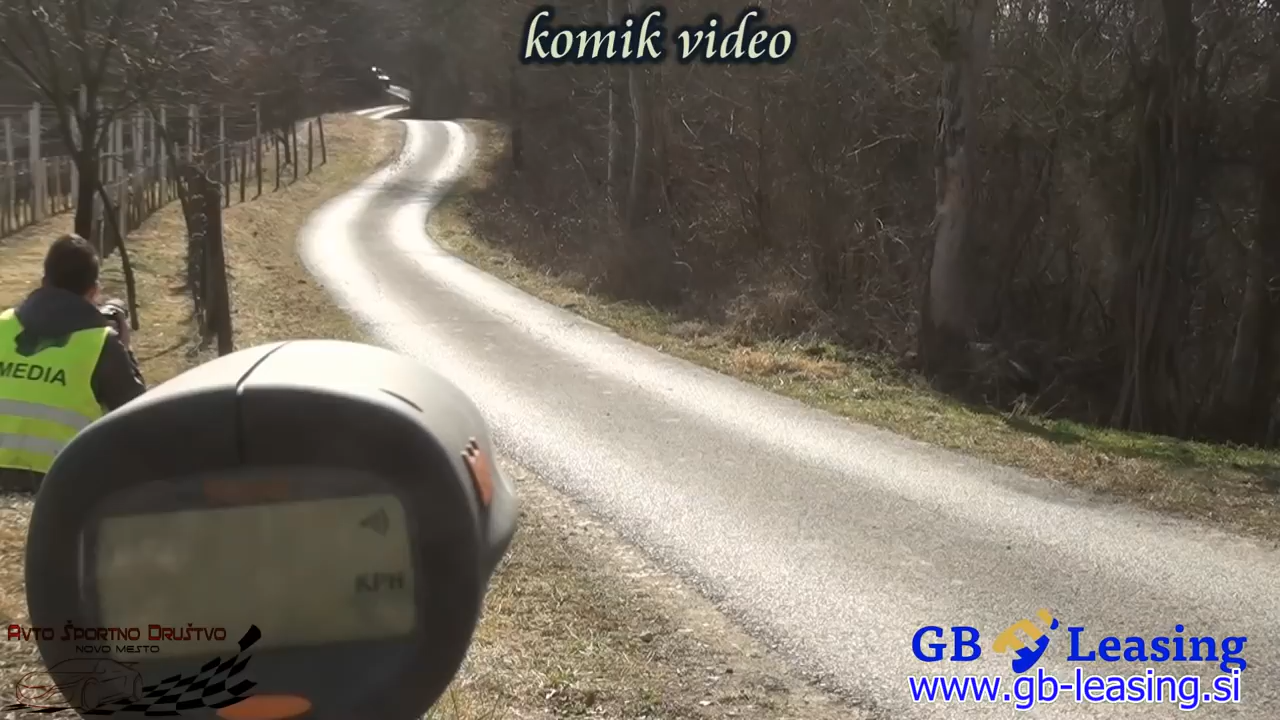 komik video
MEDIA
KPH
Avto Športno Društvo
Novo mesto
GB Leasing
www.gb-leasing.si